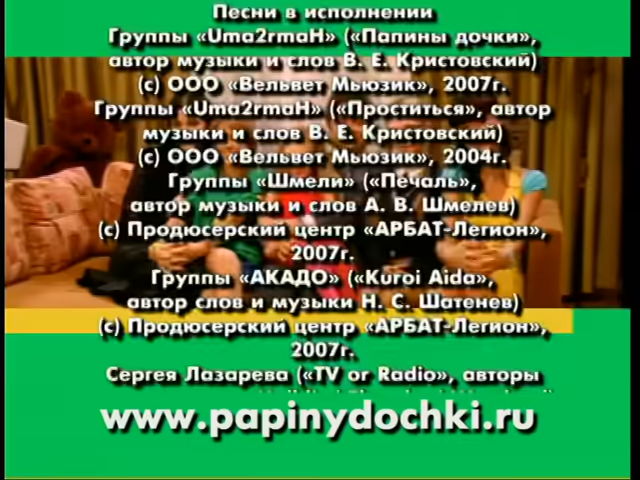 Песни в исполнении
Группы «Uma2rmaH» («Папины дочки»,
автор музыки и слов В. Е. Кристовский)
(с) ООО «Вельвет Мьюзик», 2007г.
Группы «Uma2rmaH» («Проститься», автор
музыки и слов В. Е. Кристовский)
(с) ООО «Вельвет Мьюзик», 2004г.
Группы «Шмели» («Печаль»,
автор музыки и слов А. В. Шмелев)
(с) Продюсерский центр «АРБАТ-Легион»,
2007г.
Группы «АКАДО» («Kuroi Aida»,
автор слов и музыки Н. С. Шатенев)
(с) Продюсерский центр «АРБАТ-Легион»,
2007г.
Сергея Лазарева («TV or Radio», авторы
www.papinydochki.ru